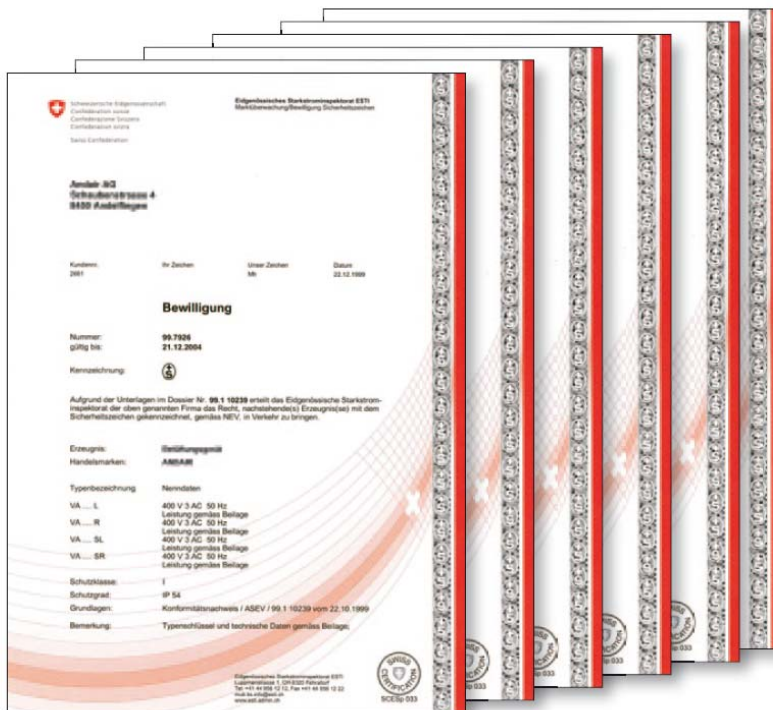 Schweizerische Eidgenossenschaft
Confédération suisse
Confederazione Svizzera
Confederaziun svizra
Swiss Confederation
Eidgenössisches Starkstrominspektorat ESTI
Marktüberwachung/Bewilligung Sicherheitszeichen
Kundennr. Ihr Zeichen Unser Zeichen Datum
2661 22.12.1999
Bewilligung
Nummer: 99.7926
gültig bis: 21.12.2004
Kennzeichnung:
Aufgrund der Unterlagen im Dossier Nr. 99.1 10239 erteilt das Eidgenössische Starkstrom-
inspektorat der oben genannten Firma das Recht, nachstehende(s) Erzeugnis(se) mit dem
Sicherheitszeichen gekennzeichnet, gemäss NEV, in Verkehr zu bringen.
Erzeugnis:
Handelsmarken:
Typenbezeichnung Nenndaten
VA .... L 400 V 3 AC 50 Hz
Leistung gemäss Beilage
VA .... R 400 V 3 AC 50 Hz
Leistung gemäss Beilage
VA .... SL 400 V 3 AC 50 Hz
Leistung gemäss Beilage
VA .... SR 400 V 3 AC 50 Hz
Leistung gemäss Beilage
Schutzklasse: I
Schutzgrad: IP 54
Grundlagen: Konformitätsnachweis / ASEV / 99.1 10239 vom 22.10.1999
Bemerkung: Typenschlüssel und technische Daten gemäss Beilage;
Eidgenössisches Starkstrominspektorat ESTI
Luppmenstrasse 1, CH-8320 Fehraltorf
SWISS CERTIFICATION
SCESp 033